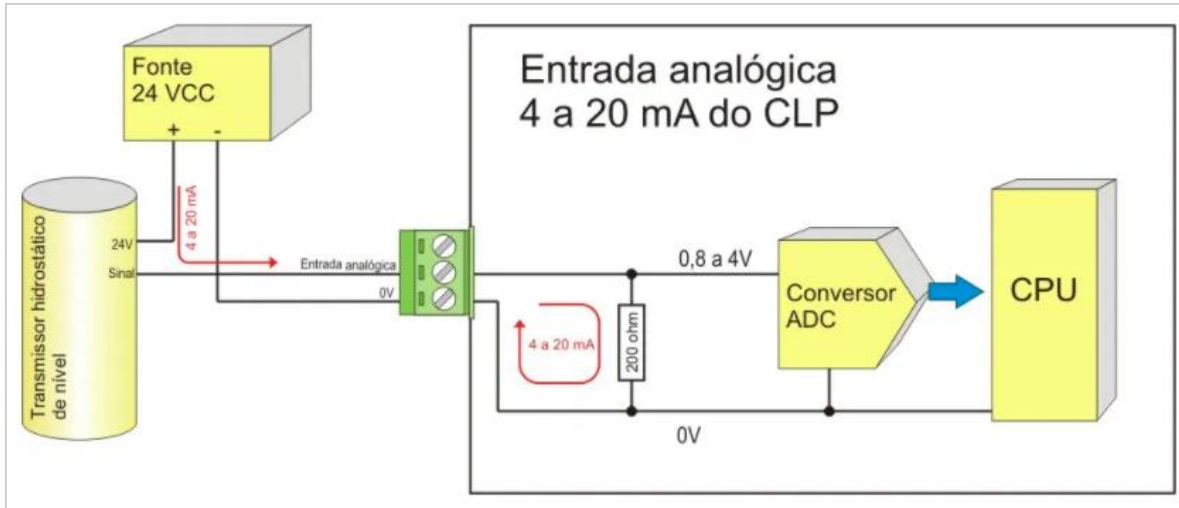 Fonte
24 VCC
+ -
Entrada analógica
4 a 20 mA do CLP
Transmissor hidrostático
de nível
24V
Sinal
4 a 20 mA
Entrada analógica
0V
4 a 20 mA
200 ohm
0,8 a 4V
0V
Conversor
ADC
CPU